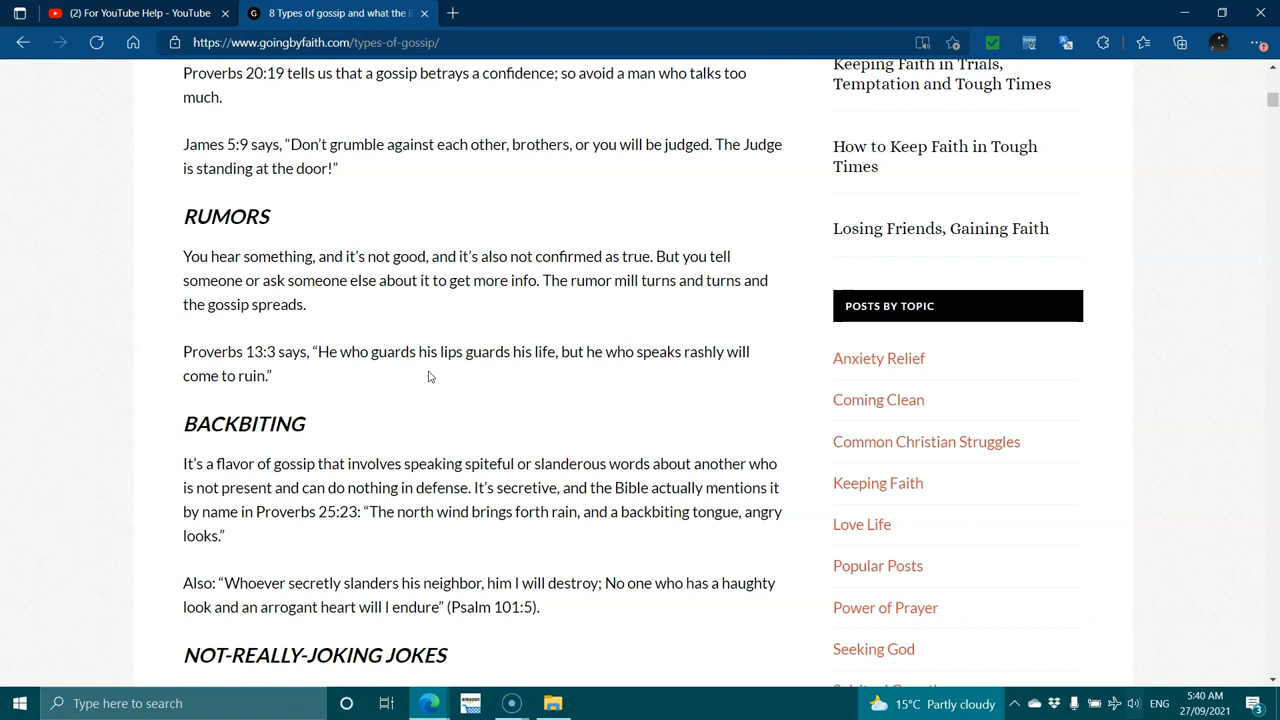 (2) For YouTube Help - YouTube
8 Types of gossip and what the
https://www.goingbyfaith.com/types-of-gossip/
Proverbs 20:19 tells us that a gossip betrays a confidence; so avoid a man who talks too
much.
James 5:9 says, “Don’t grumble against each other, brothers, or you will be judged. The Judge
is standing at the door!”
RUMORS
You hear something, and it’s not good, and it’s also not confirmed as true. But you tell
someone or ask someone else about it to get more info. The rumor mill turns and turns and
the gossip spreads.
Proverbs 13:3 says, “He who guards his lips guards his life, but he who speaks rashly will
come to ruin.”
BACKBITING
It’s a flavor of gossip that involves speaking spiteful or slanderous words about another who
is not present and can do nothing in defense. It’s secretive, and the Bible actually mentions it
by name in Proverbs 25:23: “The north wind brings forth rain, and a backbiting tongue, angry
looks.”
Also: “Whoever secretly slanders his neighbor, him I will destroy; No one who has a haughty
look and an arrogant heart will I endure” (Psalm 101:5).
NOT-REALLY-JOKING JOKES
Keeping Faith in Trials,
Temptation and Tough Times
How to Keep Faith in Tough
Times
Losing Friends, Gaining Faith
POSTS BY TOPIC
Anxiety Relief
Coming Clean
Common Christian Struggles
Keeping Faith
Love Life
Popular Posts
Power of Prayer
Seeking God
Type here to search
amazon
15°C Partly cloudy
ENG
5:40 AM
27/09/2021
3